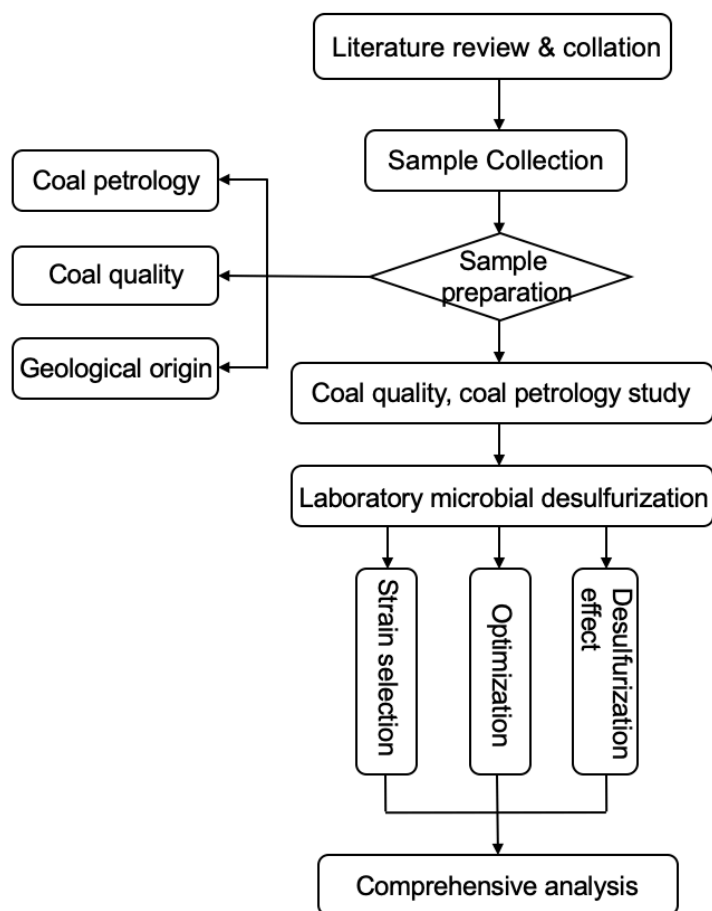 Literature review & collation
Sample Collection
Coal petrology
Coal quality
Geological origin
Sample
preparation
Coal quality, coal petrology study
Laboratory microbial desulfurization
Strain selection
Optimization
Desulfurization
effect
Comprehensive analysis